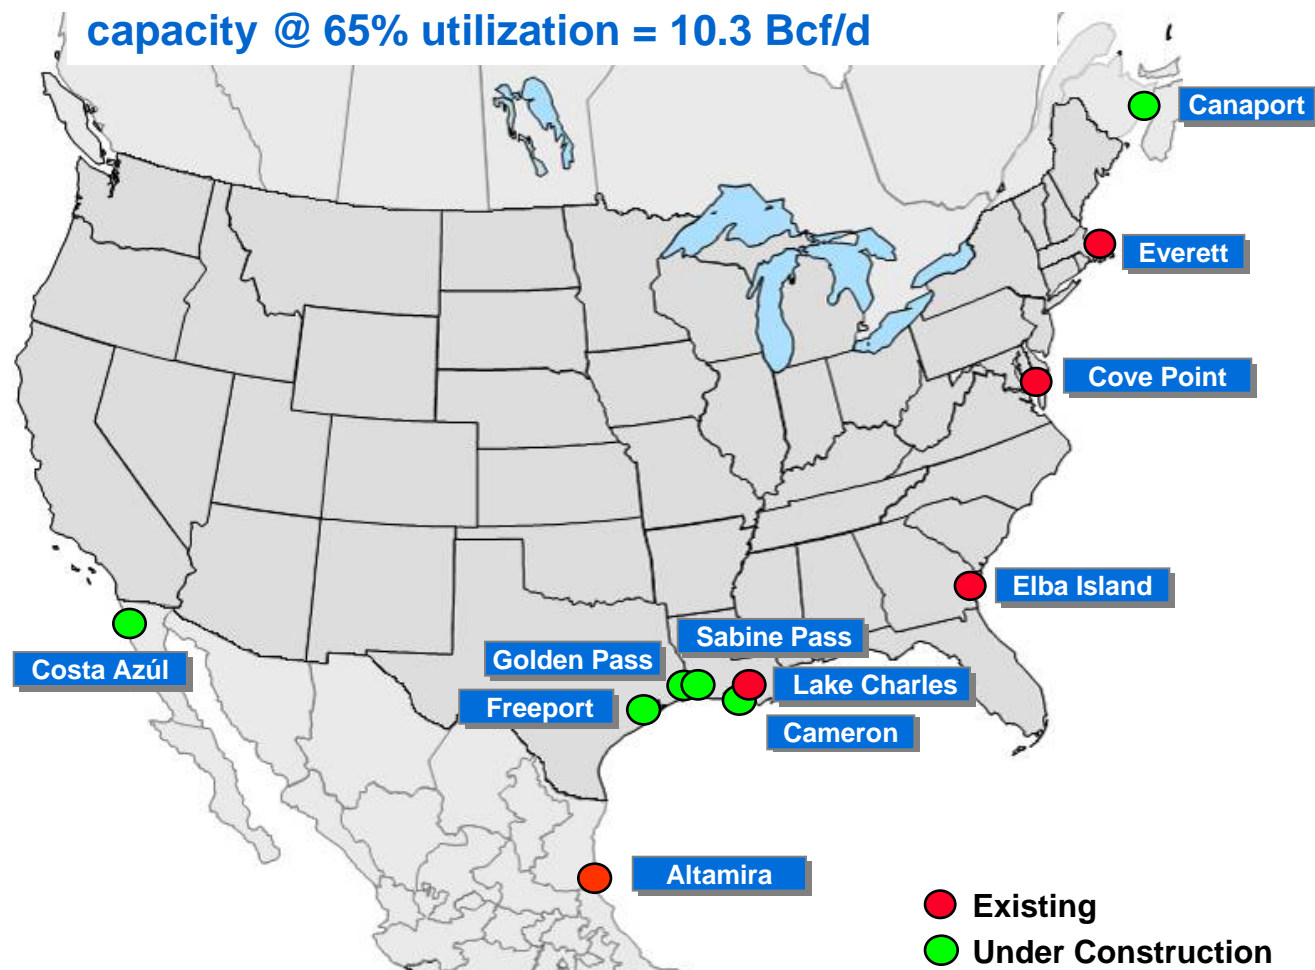 capacity @ 65% utilization = 10.3 Bcf/d
Canaport
Everett
Cove Point
Elba Island
Sabine Pass
Golden Pass
Costa Azúl
Lake Charles
Freeport
Cameron
Altamira
Existing
Under Construction